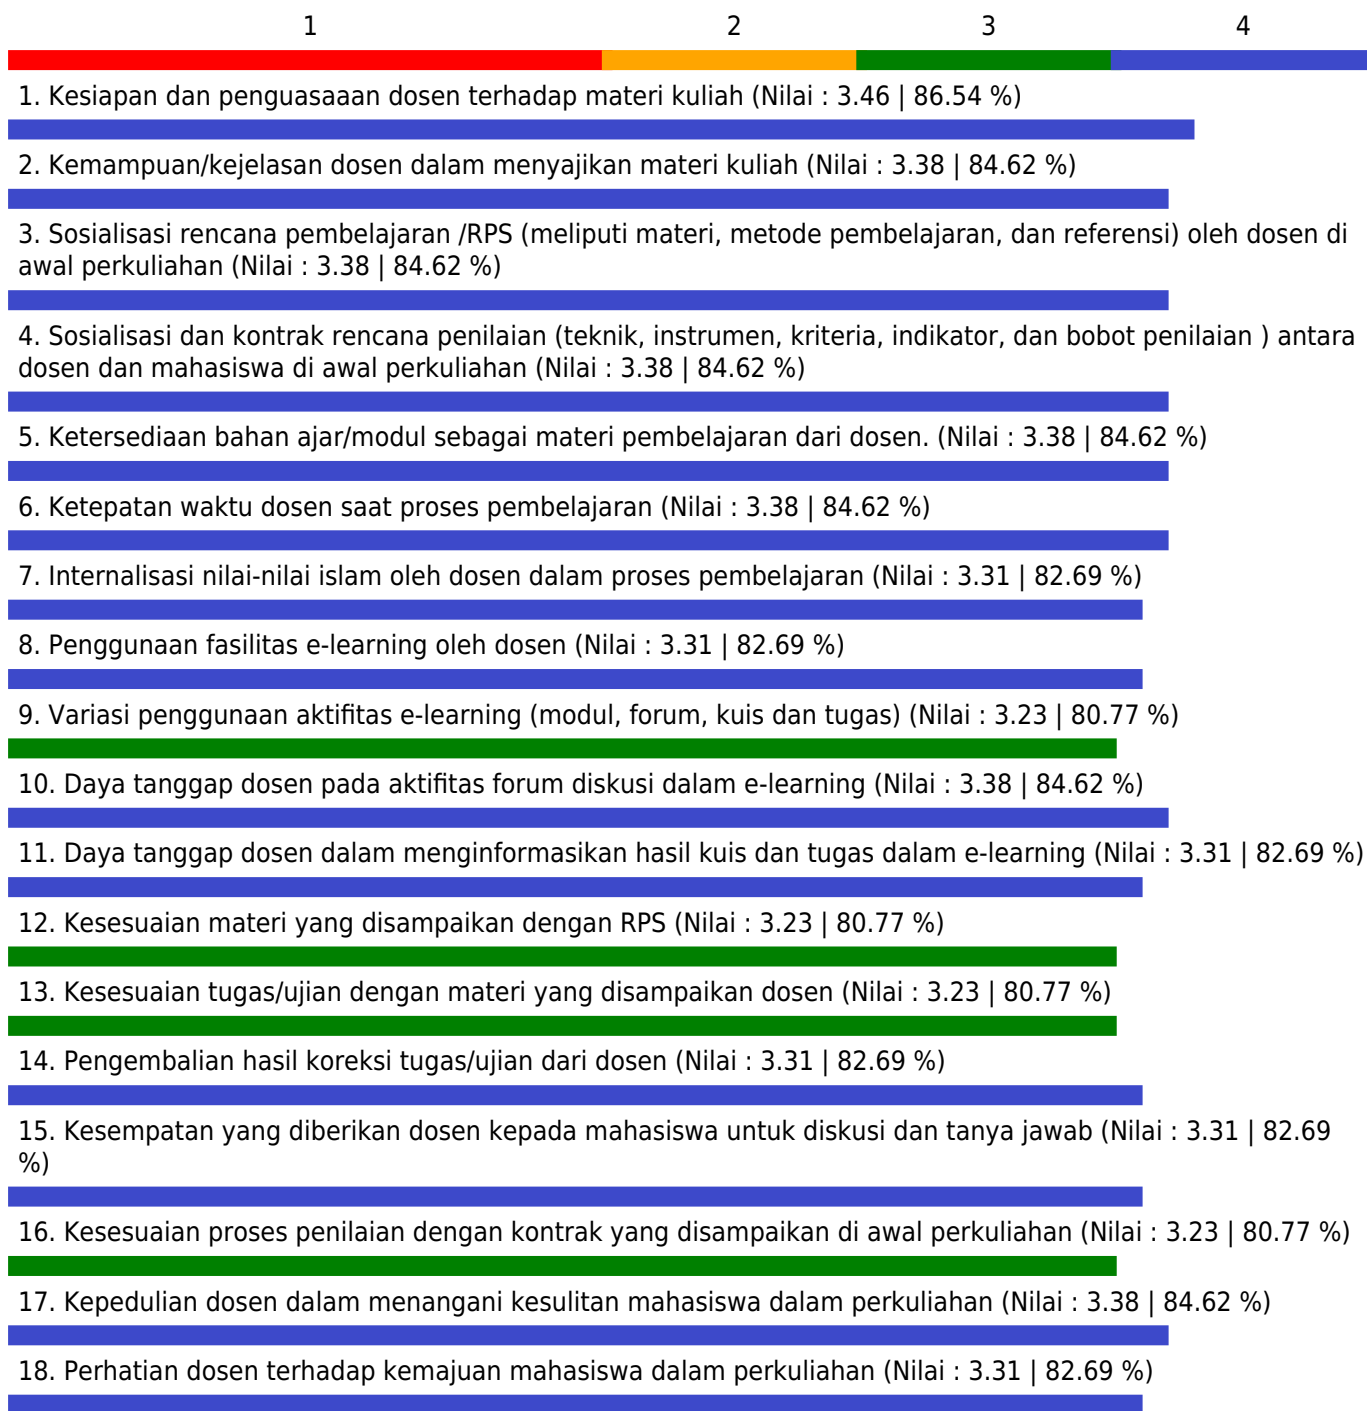 1 2 3 4
1. Kesiapan dan penguasaaan dosen terhadap materi kuliah (Nilai : 3.46 | 86.54 %)
2. Kemampuan/kejelasan dosen dalam menyajikan materi kuliah (Nilai : 3.38 | 84.62 %)
3. Sosialisasi rencana pembelajaran /RPS (meliputi materi, metode pembelajaran, dan referensi) oleh dosen di
awal perkuliahan (Nilai : 3.38 | 84.62 %)
4. Sosialisasi dan kontrak rencana penilaian (teknik, instrumen, kriteria, indikator, dan bobot penilaian ) antara
dosen dan mahasiswa di awal perkuliahan (Nilai : 3.38 | 84.62 %)
5. Ketersediaan bahan ajar/modul sebagai materi pembelajaran dari dosen. (Nilai : 3.38 | 84.62 %)
6. Ketepatan waktu dosen saat proses pembelajaran (Nilai : 3.38 | 84.62 %)
7. Internalisasi nilai-nilai islam oleh dosen dalam proses pembelajaran (Nilai : 3.31 | 82.69 %)
8. Penggunaan fasilitas e-learning oleh dosen (Nilai : 3.31 | 82.69 %)
9. Variasi penggunaan aktifitas e-learning (modul, forum, kuis dan tugas) (Nilai : 3.23 | 80.77 %)
10. Daya tanggap dosen pada aktifitas forum diskusi dalam e-learning (Nilai : 3.38 | 84.62 %)
11. Daya tanggap dosen dalam menginformasikan hasil kuis dan tugas dalam e-learning (Nilai : 3.31 | 82.69 %)
12. Kesesuaian materi yang disampaikan dengan RPS (Nilai : 3.23 | 80.77 %)
13. Kesesuaian tugas/ujian dengan materi yang disampaikan dosen (Nilai : 3.23 | 80.77 %)
14. Pengembalian hasil koreksi tugas/ujian dari dosen (Nilai : 3.31 | 82.69 %)
15. Kesempatan yang diberikan dosen kepada mahasiswa untuk diskusi dan tanya jawab (Nilai : 3.31 | 82.69
%)
16. Kesesuaian proses penilaian dengan kontrak yang disampaikan di awal perkuliahan (Nilai : 3.23 | 80.77 %)
17. Kepedulian dosen dalam menangani kesulitan mahasiswa dalam perkuliahan (Nilai : 3.38 | 84.62 %)
18. Perhatian dosen terhadap kemajuan mahasiswa dalam perkuliahan (Nilai : 3.31 | 82.69 %)